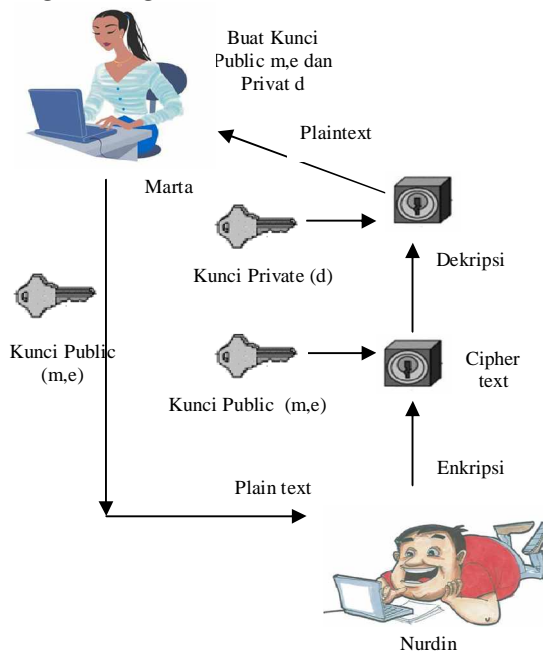 Buat Kunci
Public m,e dan
Privat d
Plaintext
Marta
Kunci Private (d)
Dekripsi
Kunci Public
(m,e)
Kunci Public (m,e)
Cipher
text
Enkripsi
Plain text
Nurdin